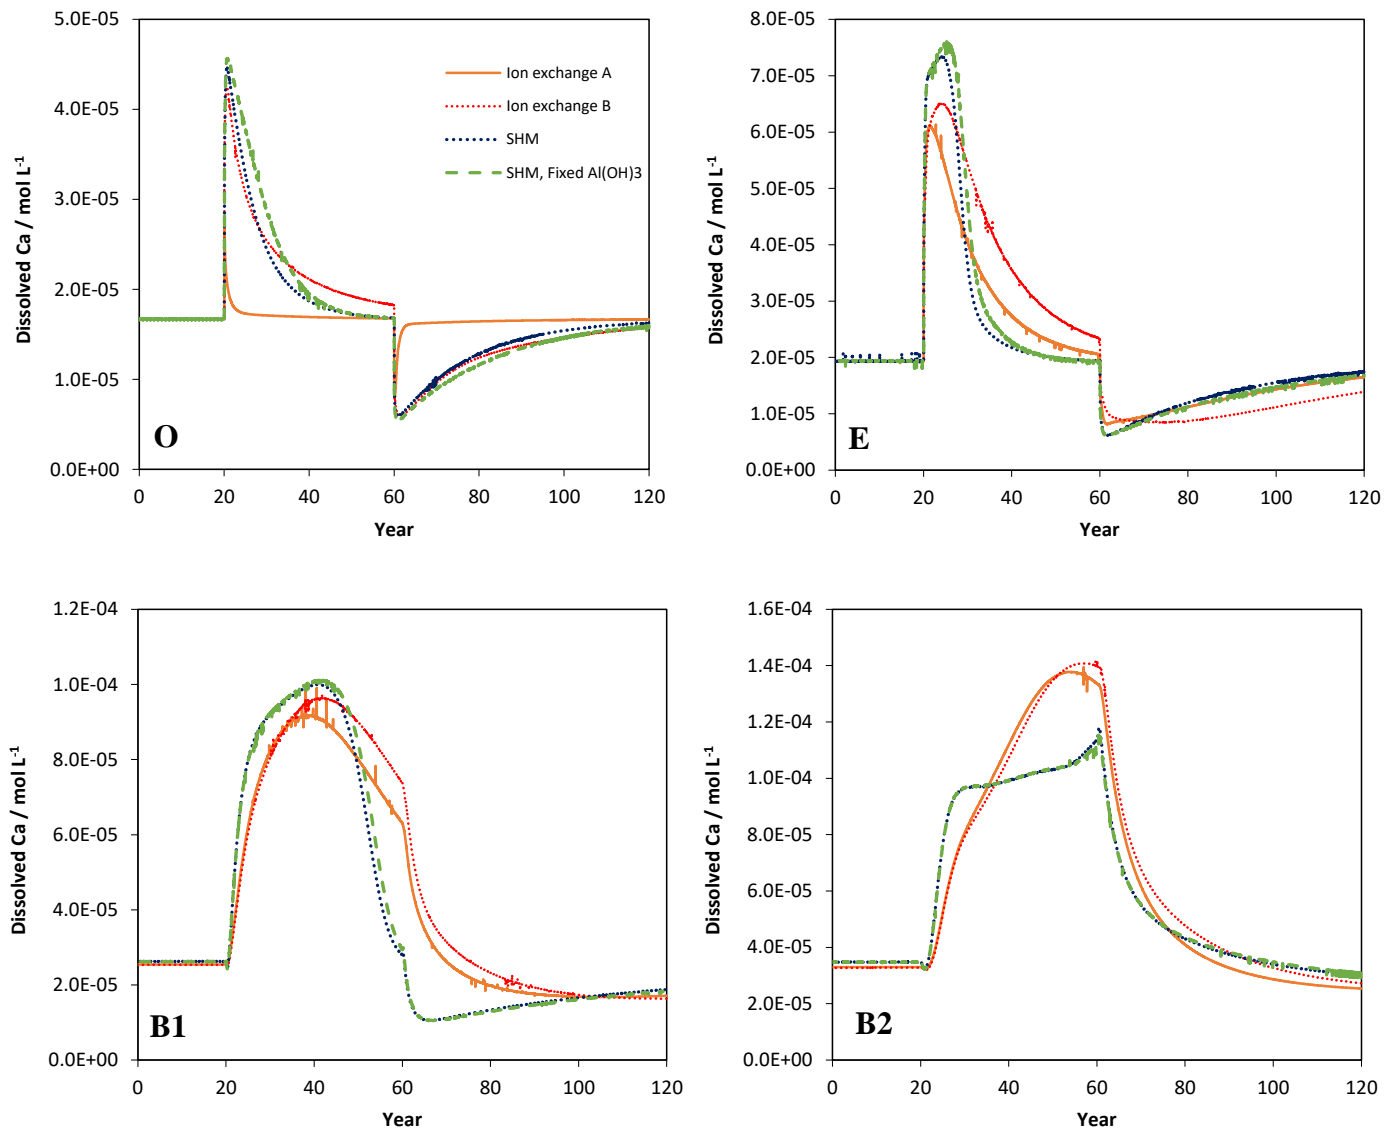 5.0E-05
4.0E-05
3.0E-05
2.0E-05
1.0E-05
0.0E+00
Dissolved Ca / mol L-1
Ion exchange A
Ion exchange B
SHM
SHM, Fixed Al(OH)3
O
0 20 40 60 80 100 120
Year
8.0E-05
7.0E-05
6.0E-05
5.0E-05
4.0E-05
3.0E-05
2.0E-05
1.0E-05
0.0E+00
Dissolved Ca / mol L-1
E
0 20 40 60 80 100 120
Year
1.2E-04
1.0E-04
8.0E-05
6.0E-05
4.0E-05
2.0E-05
0.0E+00
Dissolved Ca / mol L-1
B1
0 20 40 60 80 100 120
Year
1.6E-04
1.4E-04
1.2E-04
1.0E-04
8.0E-05
6.0E-05
4.0E-05
2.0E-05
0.0E+00
Dissolved Ca / mol L-1
B2
0 20 40 60 80 100 120
Year